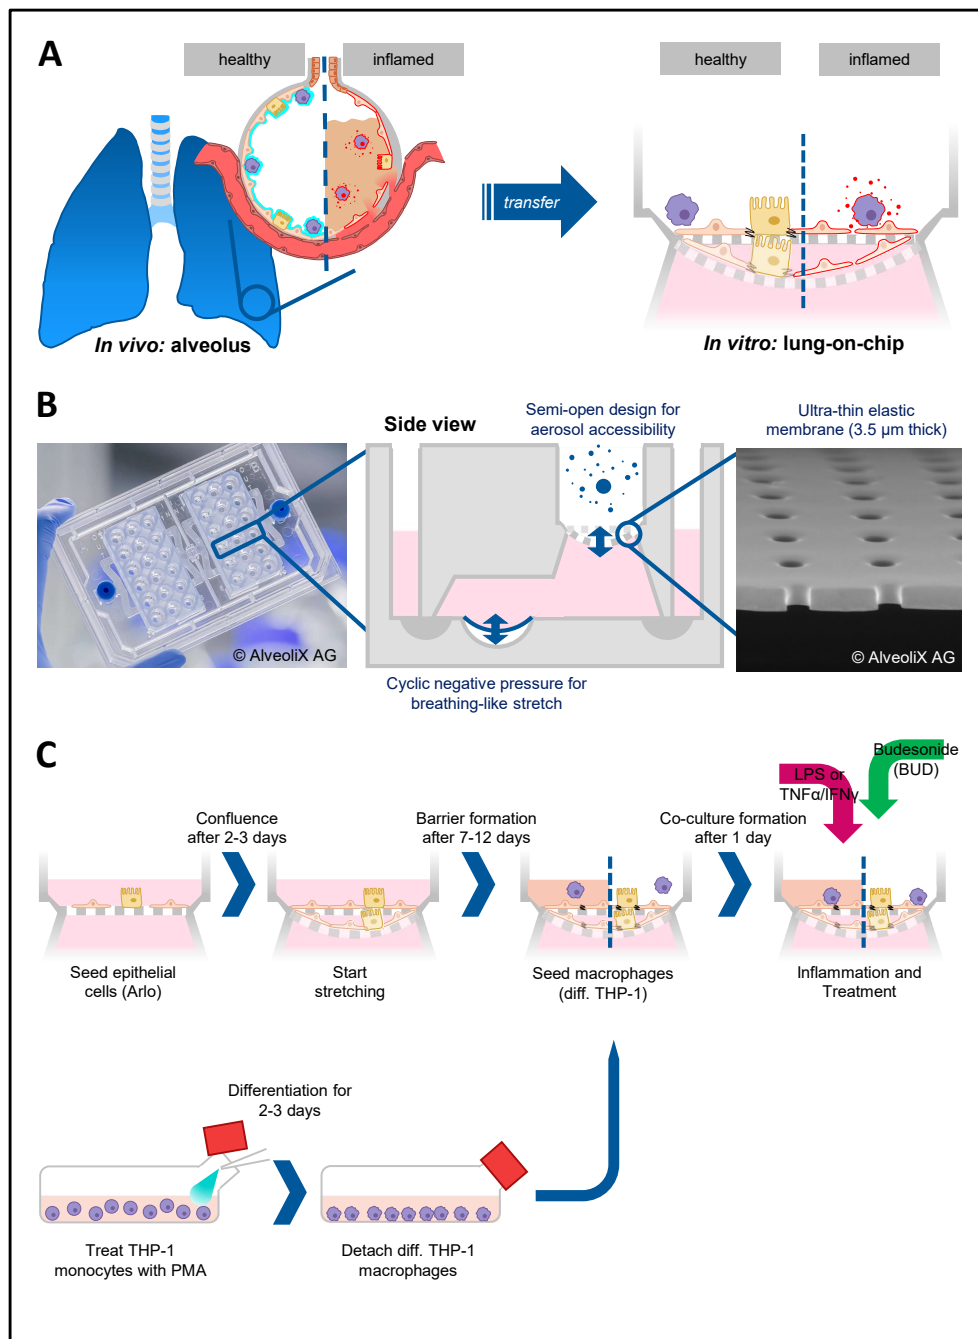 A
healthy
inflamed
healthy
inflamed
transfer
In vivo: alveolus
In vitro: lung-on-chip
B
Side view
Semi-open design for
aerosol accessibility
Ultra-thin elastic
membrane (3.5 µm thick)
© AlveoliX AG
© AlveoliX AG
Cyclic negative pressure for
breathing-like stretch
C
LPS or
TNFα/IFNγ
Budesonide
(BUD)
Confluence
after 2-3 days
Barrier formation
after 7-12 days
Co-culture formation
after 1 day
Seed epithelial
cells (Arlo)
Start
stretching
Seed macrophages
(diff. THP-1)
Inflammation and
Treatment
Differentiation for
2-3 days
Treat THP-1
monocytes with PMA
Detach diff. THP-1
macrophages